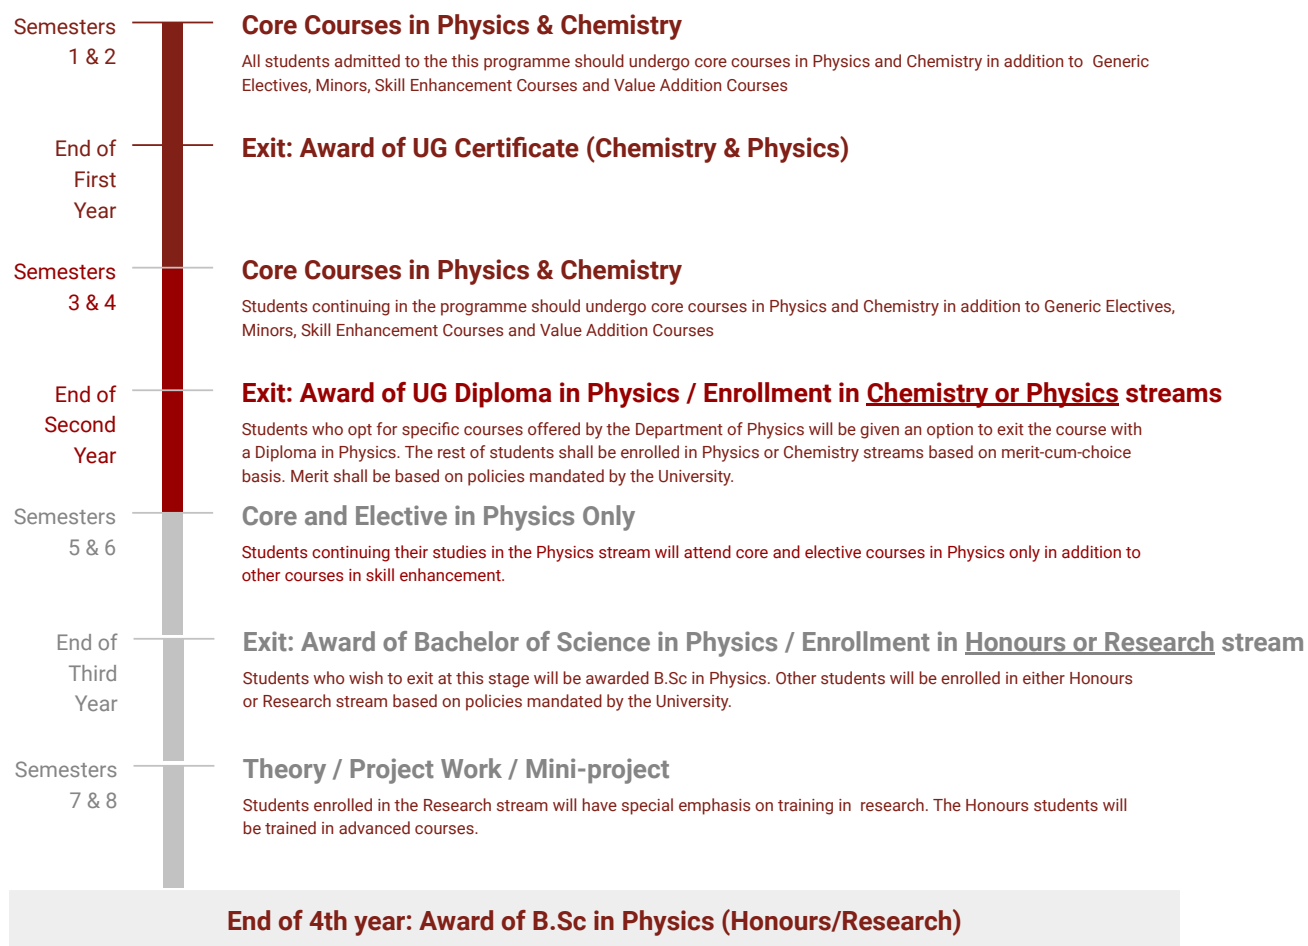 Semesters
1 & 2
Core Courses in Physics & Chemistry
All students admitted to the this programme should undergo core courses in Physics and Chemistry in addition to  Generic
Electives, Minors, Skill Enhancement Courses and Value Addition Courses
End of
First
Year
Exit: Award of UG Certificate (Chemistry & Physics)
Semesters
3 & 4
Core Courses in Physics & Chemistry
Students continuing in the programme should undergo core courses in Physics and Chemistry in addition to Generic Electives,
Minors, Skill Enhancement Courses and Value Addition Courses
End of
Second
Year
Exit: Award of UG Diploma in Physics / Enrollment in Chemistry or Physics streams
Students who opt for specific courses offered by the Department of Physics will be given an option to exit the course with
a Diploma in Physics. The rest of students shall be enrolled in Physics or Chemistry streams based on merit-cum-choice
basis. Merit shall be based on policies mandated by the University.
Semesters
5 & 6
Core and Elective in Physics Only
Students continuing their studies in the Physics stream will attend core and elective courses in Physics only in addition to
other courses in skill enhancement.
End of
Third
Year
Exit: Award of Bachelor of Science in Physics / Enrollment in Honours or Research stream
Students who wish to exit at this stage will be awarded B.Sc in Physics. Other students will be enrolled in either Honours
or Research stream based on policies mandated by the University.
Semesters
7 & 8
Theory / Project Work / Mini-project
Students enrolled in the Research stream will have special emphasis on training in  research. The Honours students will
be trained in advanced courses.
End of 4th year: Award of B.Sc in Physics (Honours/Research)